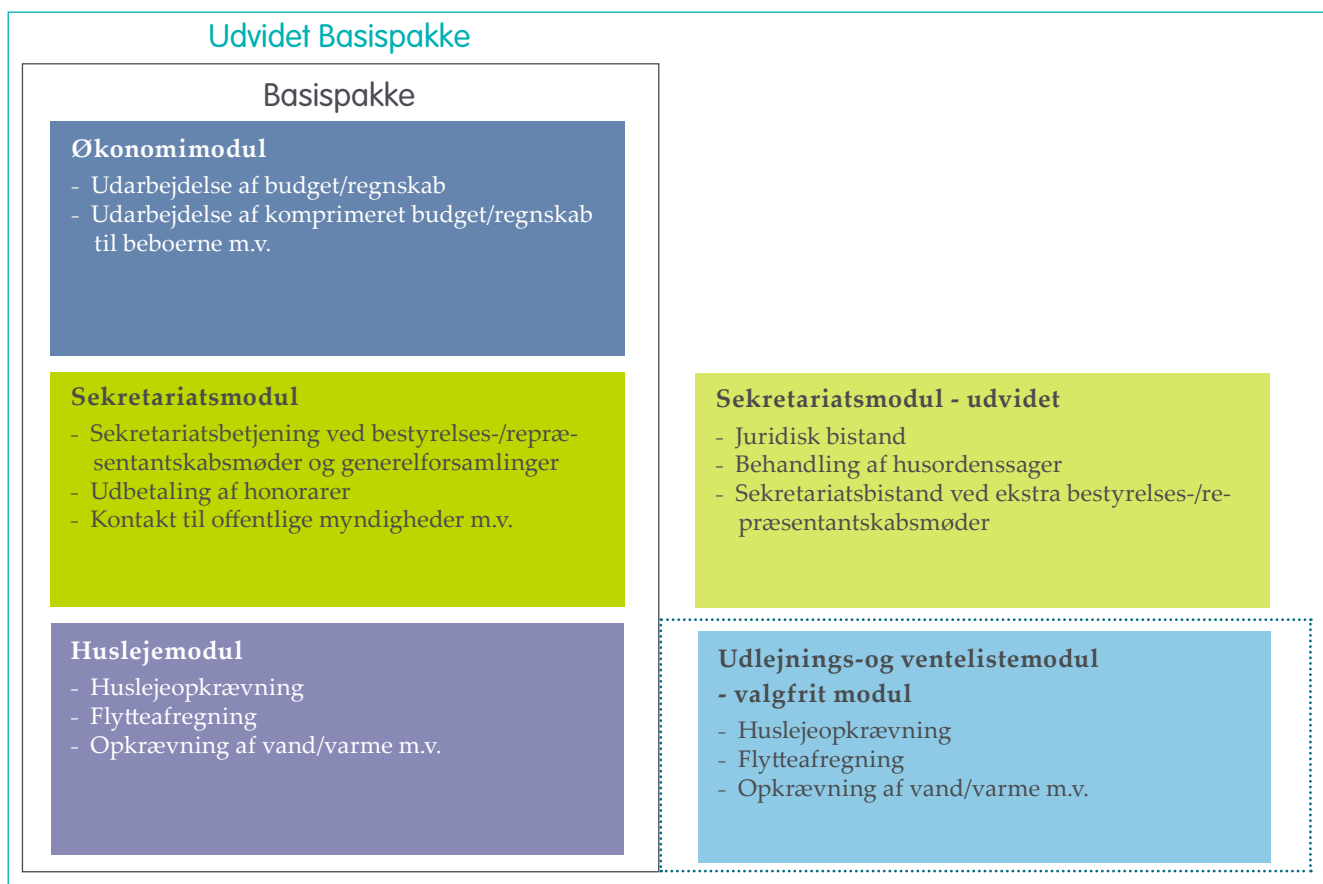 Udvidet Basispakke
Basispakke
Økonomimodul
- Udarbejdelse af budget/regnskab
- Udarbejdelse af komprimeret budget/regnskab
til beboerne m.v.
Sekretariatsmodul
- Sekretariatsbetjening ved bestyrelses-/repræ-
sentantskabsmøder og generelforsamlinger
- Udbetaling af honorarer
- Kontakt til offentlige myndigheder m.v.
Sekretariatsmodul - udvidet
- Juridisk bistand
- Behandling af husordenssager
- Sekretariatsbistand ved ekstra bestyrelses-/re-
præsentantskabsmøder
Huslejemodul
- Huslejeopkrævning
- Flytteafregning
- Opkrævning af vand/varme m.v.
Udlejnings-og ventelistemodul
- valgfrit modul
- Huslejeopkrævning
- Flytteafregning
- Opkrævning af vand/varme m.v.